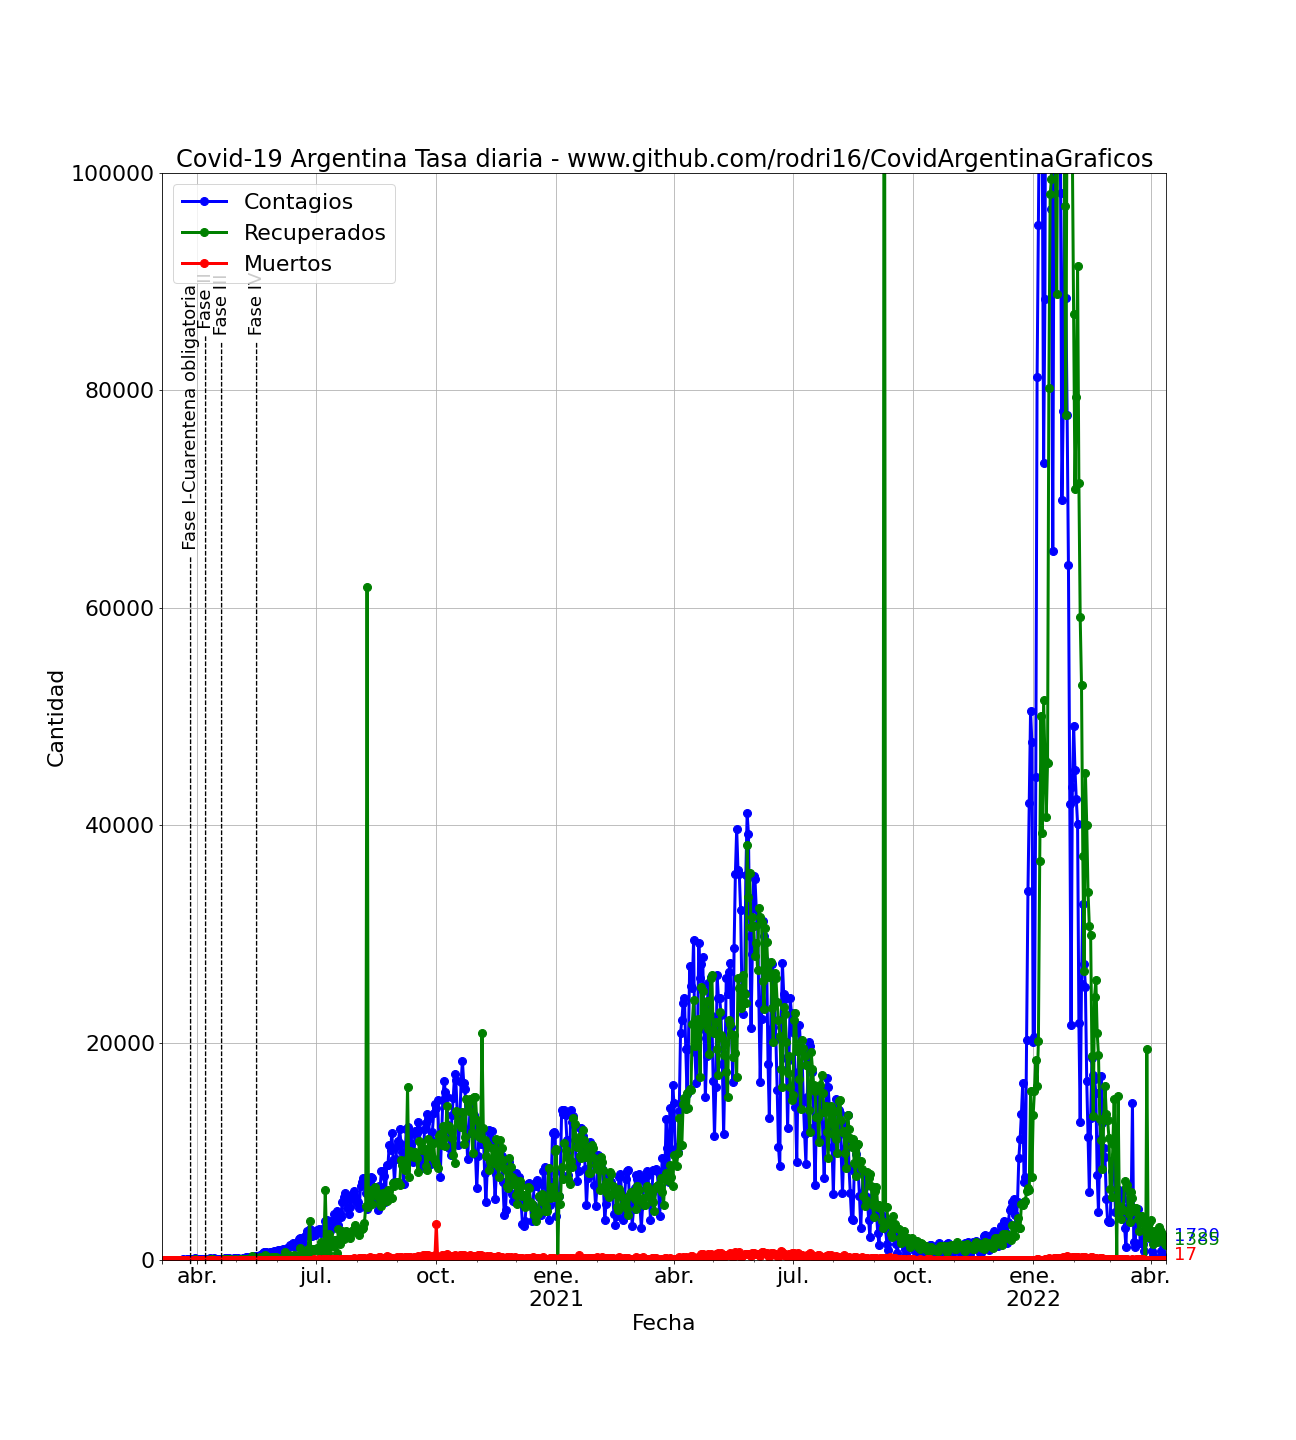 Covid-19 Argentina Tasa diaria - www.github.com/rodri16/CovidArgentinaGraficos
100000
80000
60000
40000
20000
0
Cantidad
Contagios
Recuperados
Muertos
Fase I-Cuarentena obligatoria
Fase II
Fase III
Fase IV
1389
17
abr.
jul.
oct.
ene.
2021
abr.
jul.
oct.
ene.
2022
abr.
Fecha